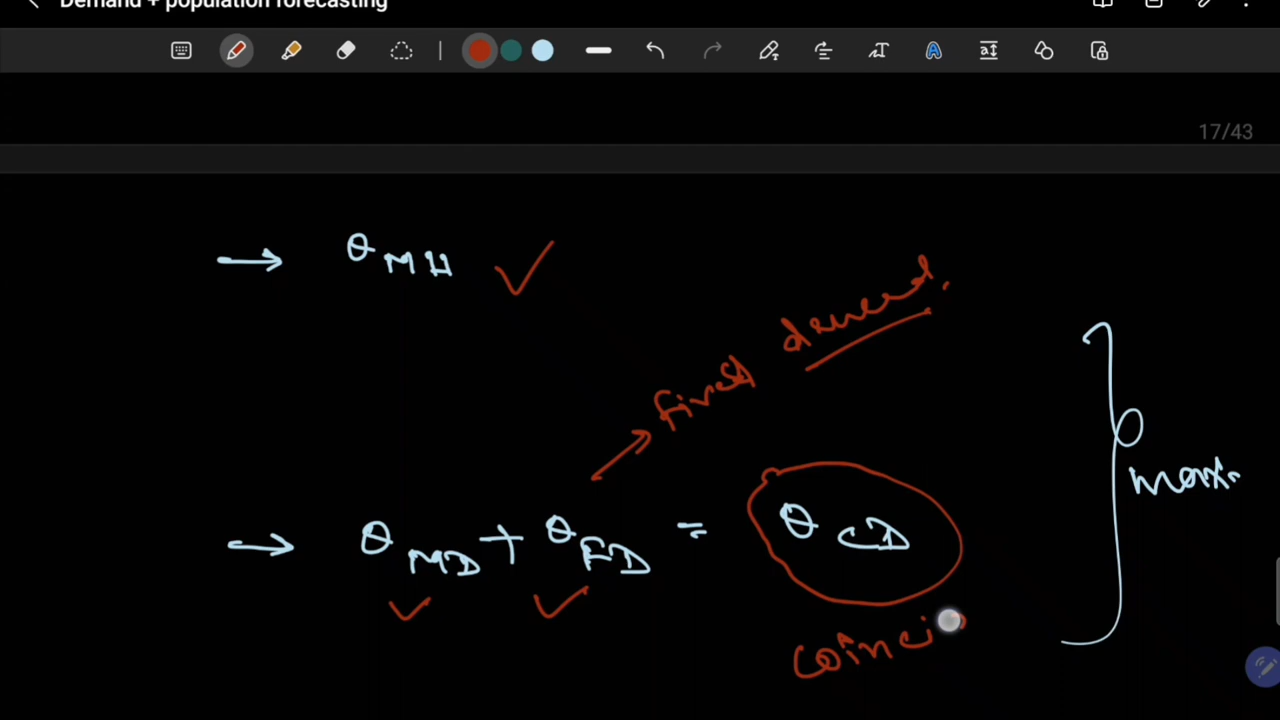 Demand + population forecasting
17/43
→ θ MH ✓
→ fire demand.
→ θ MD + θ FD = θ CD
max.
coinci